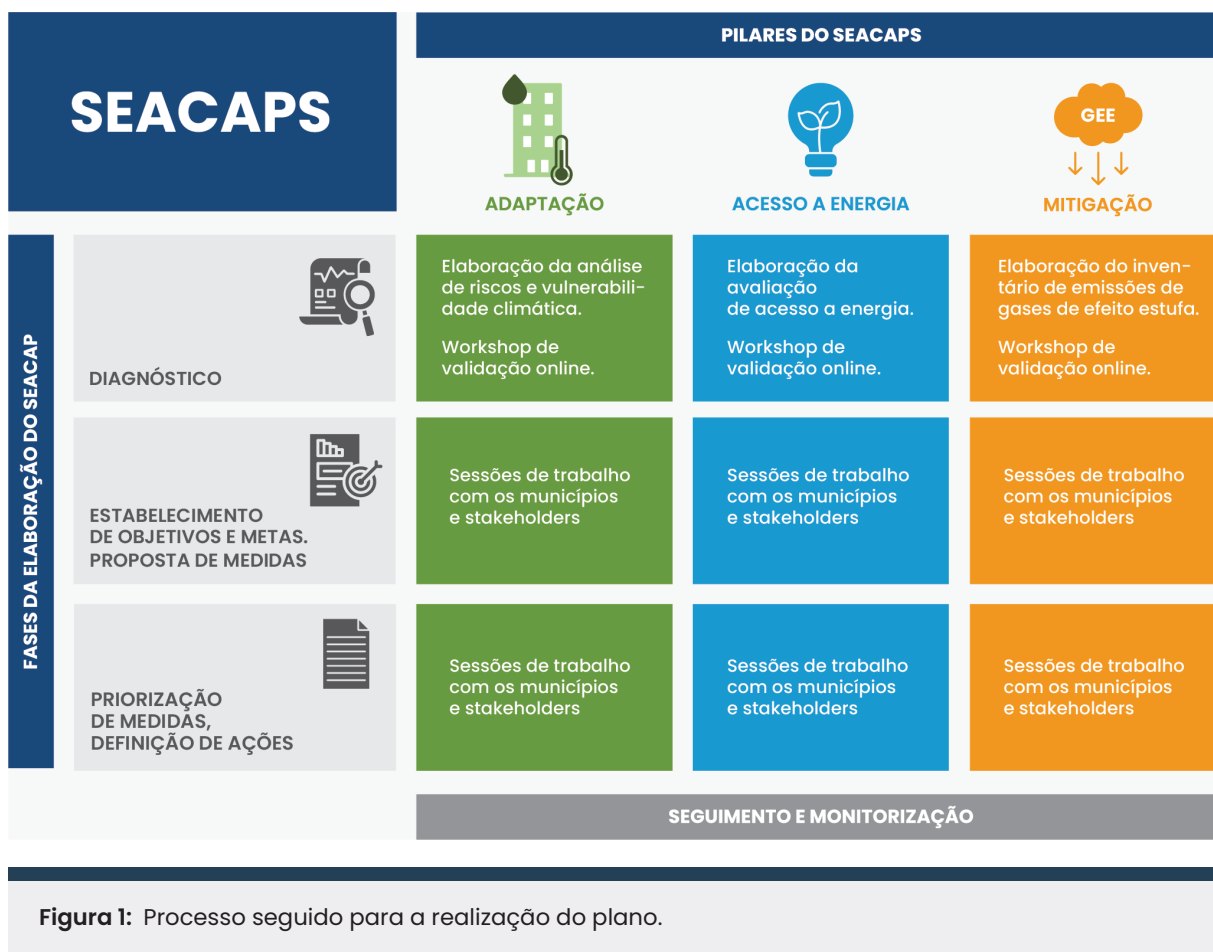 SEACAPS
PILARES DO SEACAPS
GEE
ADAPTAÇÃO
ACESSO A ENERGIA
MITIGAÇÃO
FASES DA ELABORAÇÃO DO SEACAP
DIAGNÓSTICO
Elaboração da análise
de riscos e vulnerabili-
dade climática.
Workshop de
validação online.
Elaboração da
avaliação
de acesso a energia.
Workshop de
validação online.
Elaboração do inven-
tário de emissões de
gases de efeito estufa.
Workshop de
validação online.
ESTABELECIMENTO
DE OBJETIVOS E METAS.
PROPOSTA DE MEDIDAS
Sessões de trabalho
com os municípios
e stakeholders
Sessões de trabalho
com os municípios
e stakeholders
Sessões de trabalho
com os municípios
e stakeholders
PRIORIZAÇÃO
DE MEDIDAS,
DEFINIÇÃO DE AÇÕES
Sessões de trabalho
com os municípios
e stakeholders
Sessões de trabalho
com os municípios
e stakeholders
Sessões de trabalho
com os municípios
e stakeholders
SEGUIMENTO E MONITORIZAÇÃO
Figura 1: Processo seguido para a realização do plano.